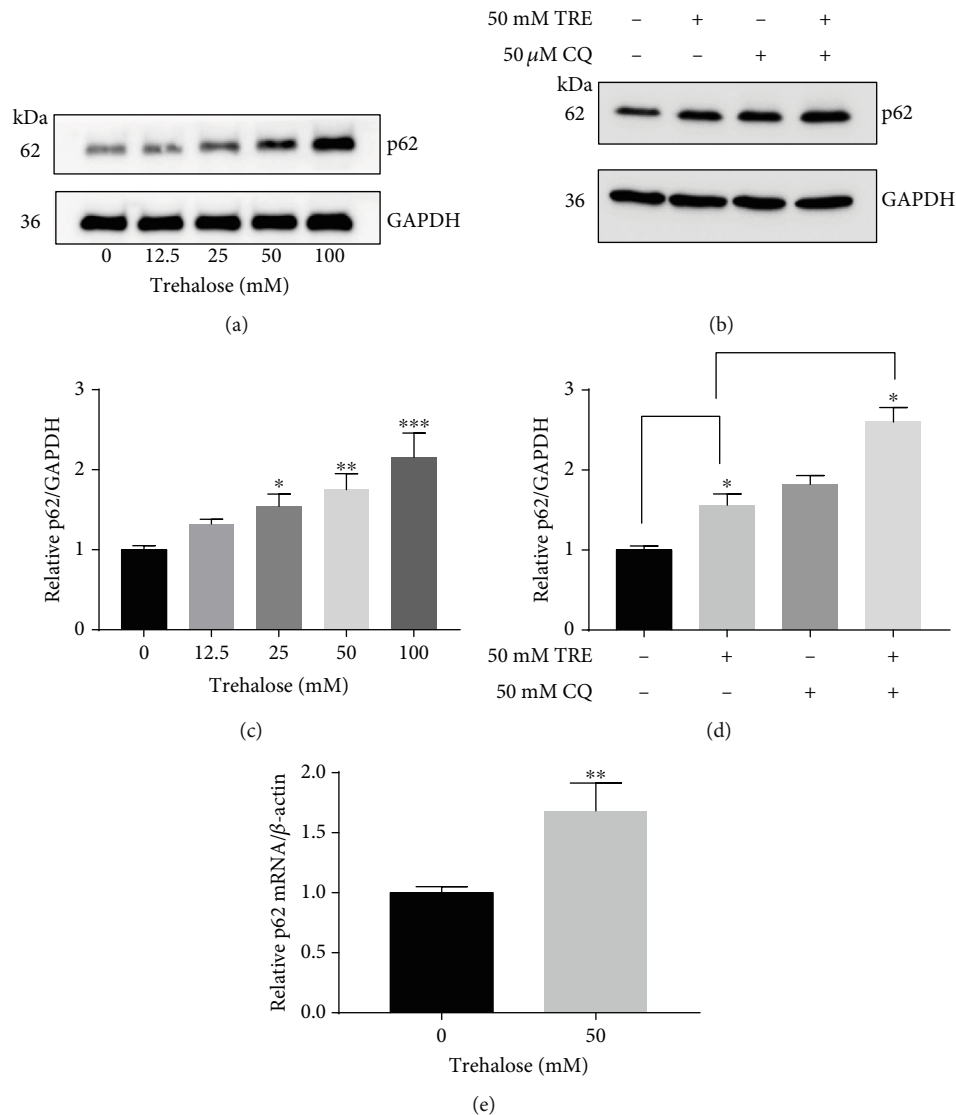 kDa
62
p62
36
GAPDH
0 12.5 25 50 100
Trehalose (mM)
(a)
50 mM TRE – + – +
50 μM CQ – – + +
kDa
62
p62
36
GAPDH
(b)
Relative p62/GAPDH
3
2
1
0
* ** ***
0 12.5 25 50 100
Trehalose (mM)
(c)
Relative p62/GAPDH
3
2
1
0
* *
50 mM TRE – + – +
50 mM CQ – – + +
(d)
Relative p62 mRNA/β-actin
2.0
1.5
1.0
0.5
0.0
**
0 50
Trehalose (mM)
(e)